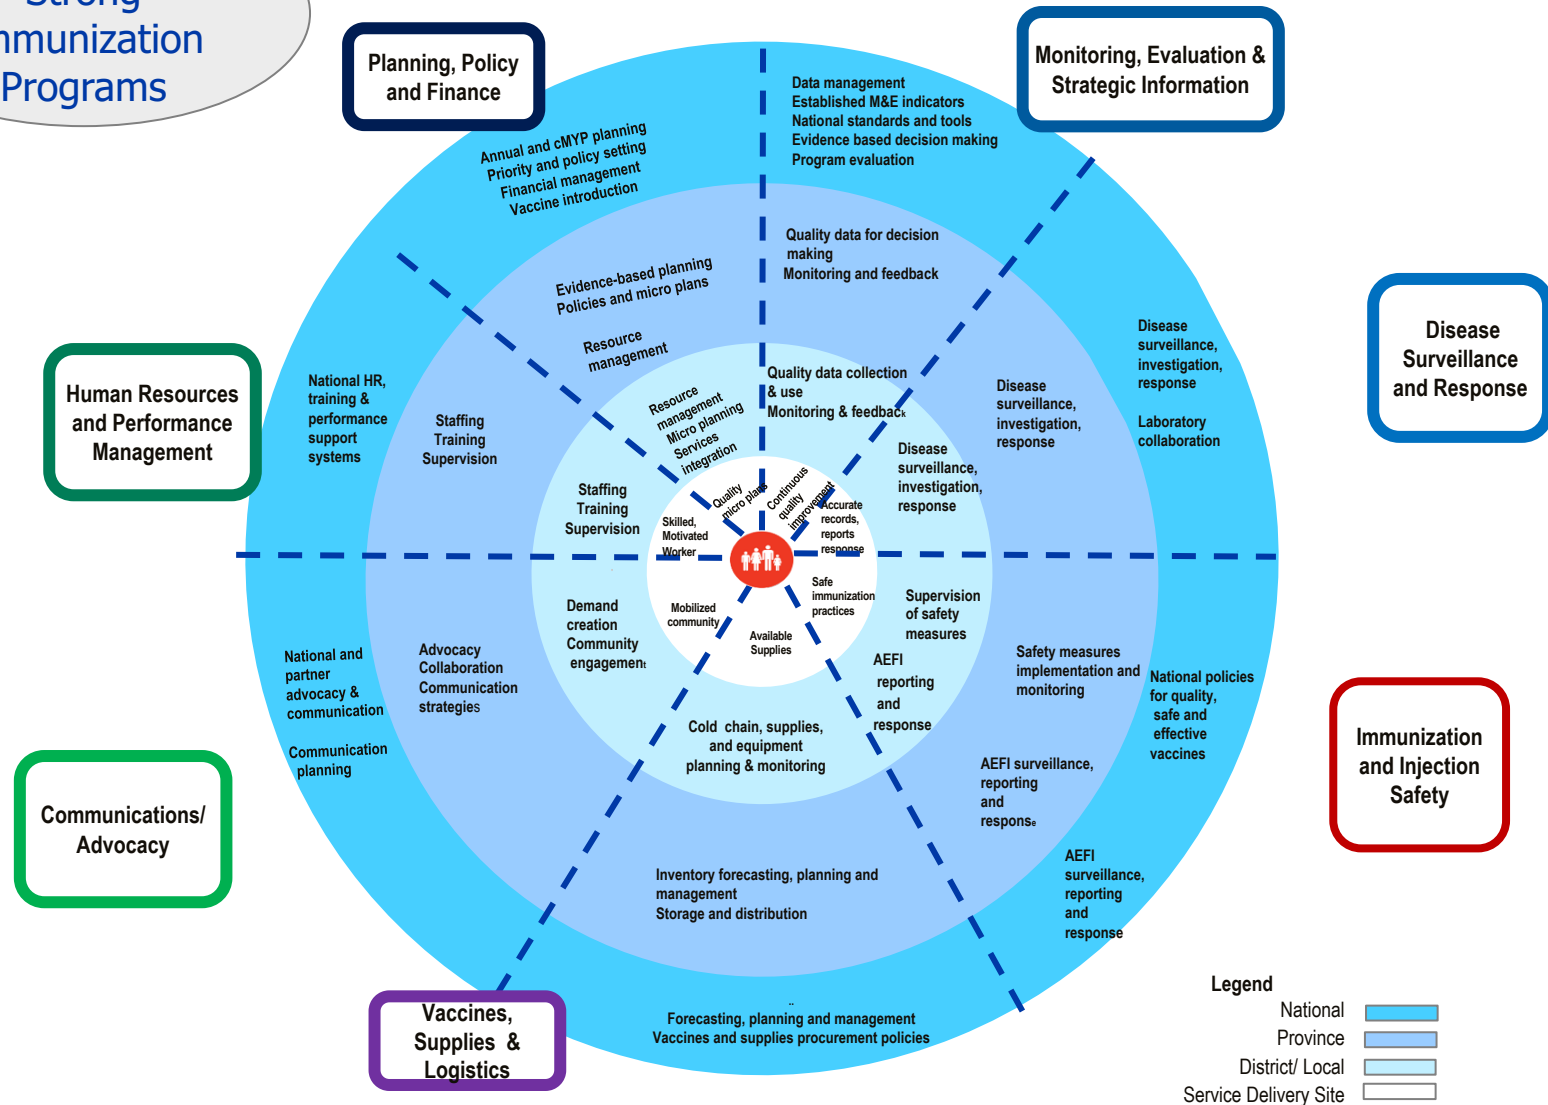 Strong
mmunization
Programs
Planning, Policy
and Finance
Monitoring, Evaluation &
Strategic Information
Disease
Surveillance
and Response
Immunization
and Injection
Safety
Vaccines,
Supplies &
Logistics
Communications/
Advocacy
Human Resources
and Performance
Management
Annual and cMYP planning
Priority and policy setting
Financial management
Vaccine introduction
Evidence-based planning
Policies and micro plans
Resource
management
Resource
management
Micro planning
Services
integration
Quality
micro plans
Data management
Established M&E indicators
National standards and tools
Evidence based decision making
Program evaluation
Quality data for decision
making
Monitoring and feedback
Quality data collection
& use
Monitoring & feedback
Continuous
quality
improvement
Disease
surveillance,
investigation,
response
Laboratory
collaboration
Disease
surveillance,
investigation,
response
Disease
surveillance,
investigation,
response
Accurate
records,
reports
response
National HR,
training &
performance
support
systems
Staffing
Training
Supervision
Staffing
Training
Supervision
Skilled,
Motivated
Worker
National and
partner
advocacy &
communication
Communication
planning
Advocacy
Collaboration
Communication
strategies
Demand
creation
Community
engagement
Mobilized
community
Available
Supplies
Cold chain, supplies,
and equipment
planning & monitoring
Inventory forecasting, planning and
management
Storage and distribution
Forecasting, planning and management
Vaccines and supplies procurement policies
Safe
immunization
practices
Supervision
of safety
measures
AEFI
reporting
and
response
Safety measures
implementation and
monitoring
AEFI surveillance,
reporting
and
response
National policies
for quality,
safe and
effective
vaccines
AEFI
surveillance,
reporting
and
response
Legend
National
Province
District/ Local
Service Delivery Site